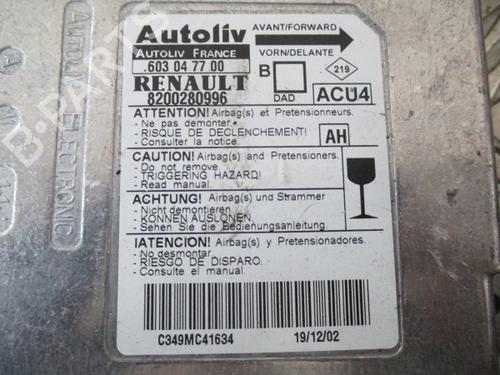 Autoliv
AVANT/FORWARD
AUTOLIV FRANCE
VORN/DELANTE
.603 04 77 00
RENAULT
8200280996
B
DAD
219
ACU4
ATTENTION! Airbag(s) et Pretensionneurs.
- Ne pas demonter.
- RISQUE DE DECLENCHEMENT!
- Consulter la notice.
AH
CAUTION! Airbag(s) and Pretensioners.
- Do not remove.
- TRIGGERING HAZARD!
- Read manual.
ACHTUNG! Airbag(s) und Strammer
- Nicht demontieren.
- KONNEN AUSLONEN.
- Sehen Sie die Bedienungsanleitung.
!ATENCION! Airbag(s) y Pretensionadores.
- No desmontar.
- RIESGO DE DISPARO.
- Consultar el manual.
C349MC41634
19/12/02
B-PARTS
ELECTRONIC